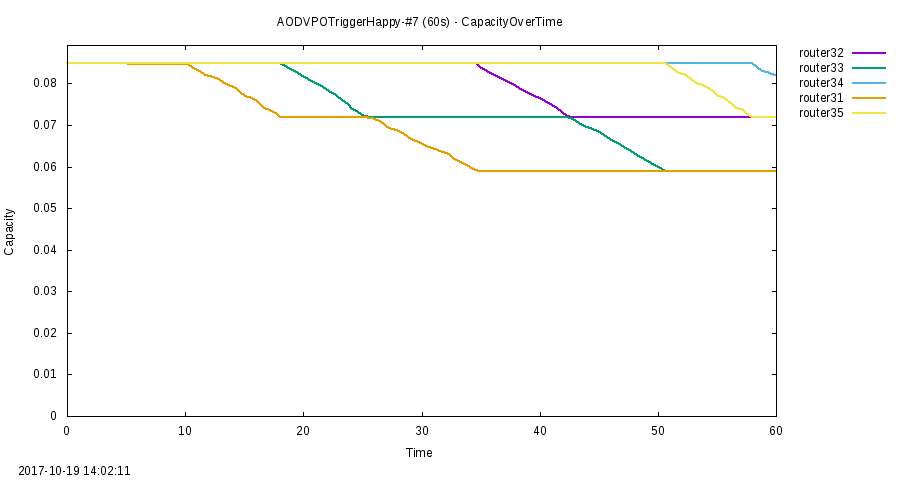 AODVPOTriggerHappy-#7 (60s) - CapacityOverTime
router32
router33
router34
router31
router35
0.08
0.07
0.06
0.05
0.04
0.03
0.02
0.01
0
Capacity
0 10 20 30 40 50 60
Time
2017-10-19 14:02:11